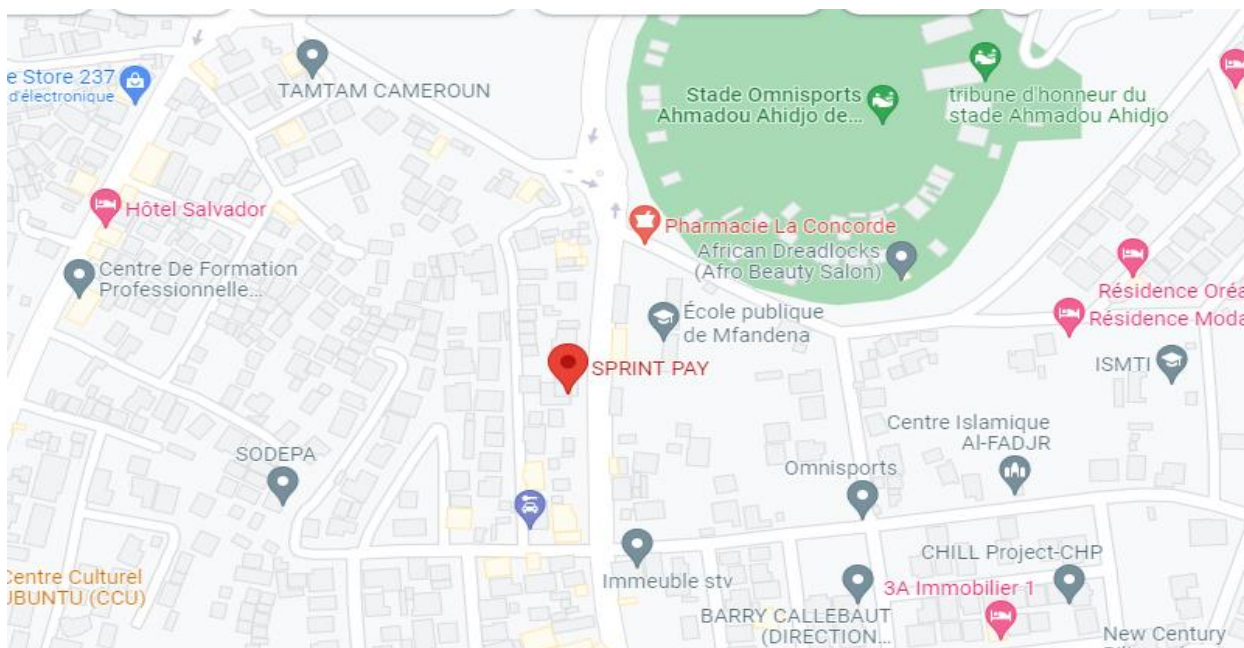 e Store 237
d'électronique
TAMTAM CAMEROUN
Stade Omnisports
Ahmadou Ahidjo de...
tribune d'honneur du
stade Ahmadou Ahidjo
Hôtel Salvador
Pharmacie La Concorde
African Dreadlocks
(Afro Beauty Salon)
Centre De Formation
Professionnelle...
École publique
de Mfandena
Résidence Oréa
Résidence Moda
SPRINT PAY
ISMTI
Centre Islamique
Al-FADJR
SODEPA
Omnisports
CHILL Project-CHP
Immeuble stv
Centre Culturel
UBUNTU (CCU)
3A Immobilier 1
BARRY CALLEBAUT
(DIRECTION...
New Century